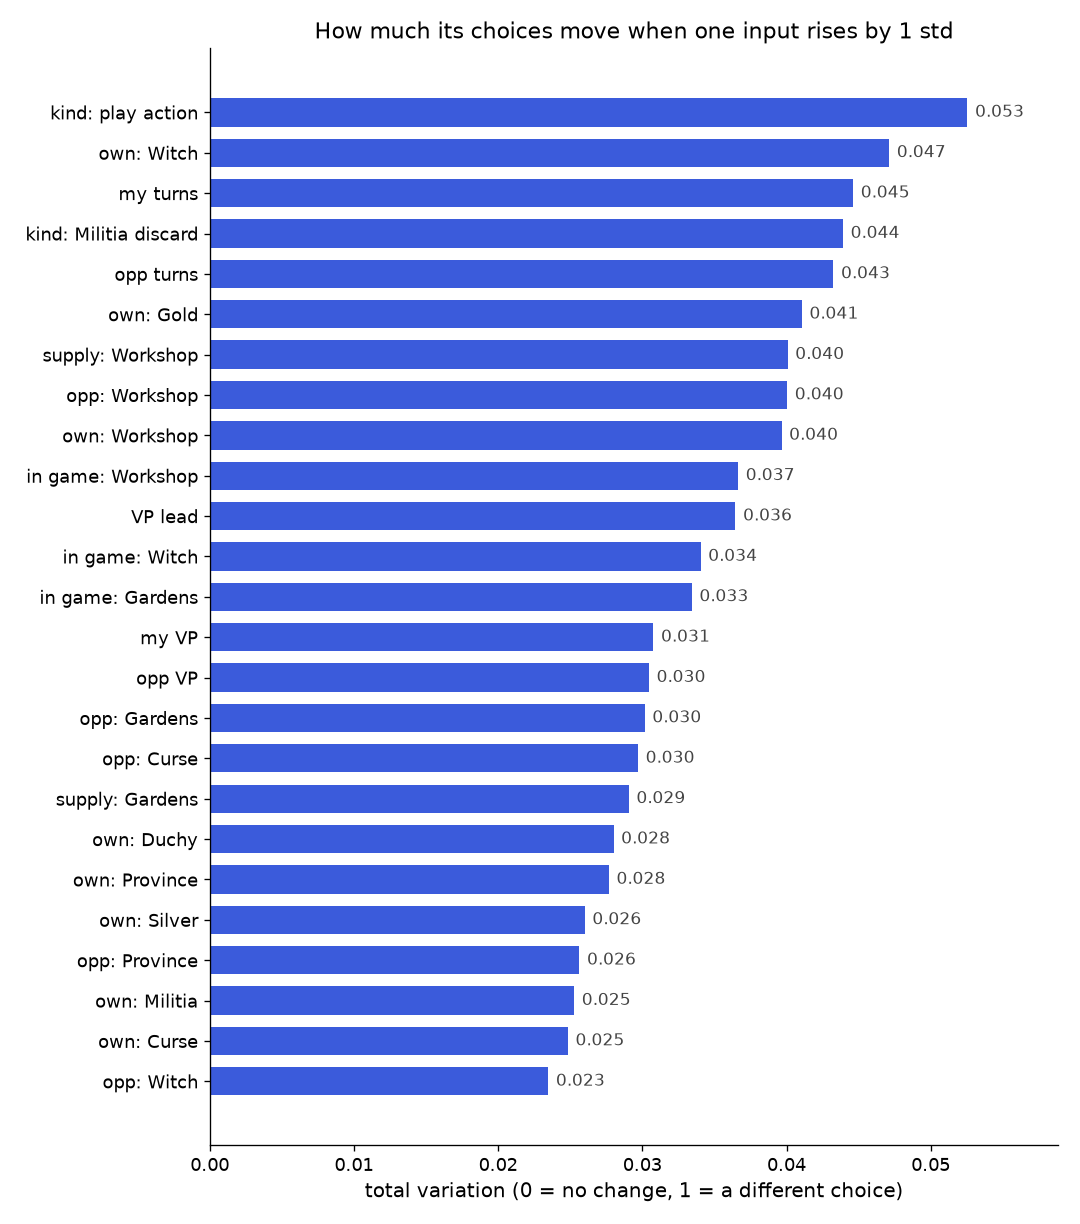 How much its choices move when one input rises by 1 std
kind: play action 0.053
own: Witch 0.047
my turns 0.045
kind: Militia discard 0.044
opp turns 0.043
own: Gold 0.041
supply: Workshop 0.040
opp: Workshop 0.040
own: Workshop 0.040
in game: Workshop 0.037
VP lead 0.036
in game: Witch 0.034
in game: Gardens 0.033
my VP 0.031
opp VP 0.030
opp: Gardens 0.030
opp: Curse 0.030
supply: Gardens 0.029
own: Duchy 0.028
own: Province 0.028
own: Silver 0.026
opp: Province 0.026
own: Militia 0.025
own: Curse 0.025
opp: Witch 0.023
0.00 0.01 0.02 0.03 0.04 0.05
total variation (0 = no change, 1 = a different choice)